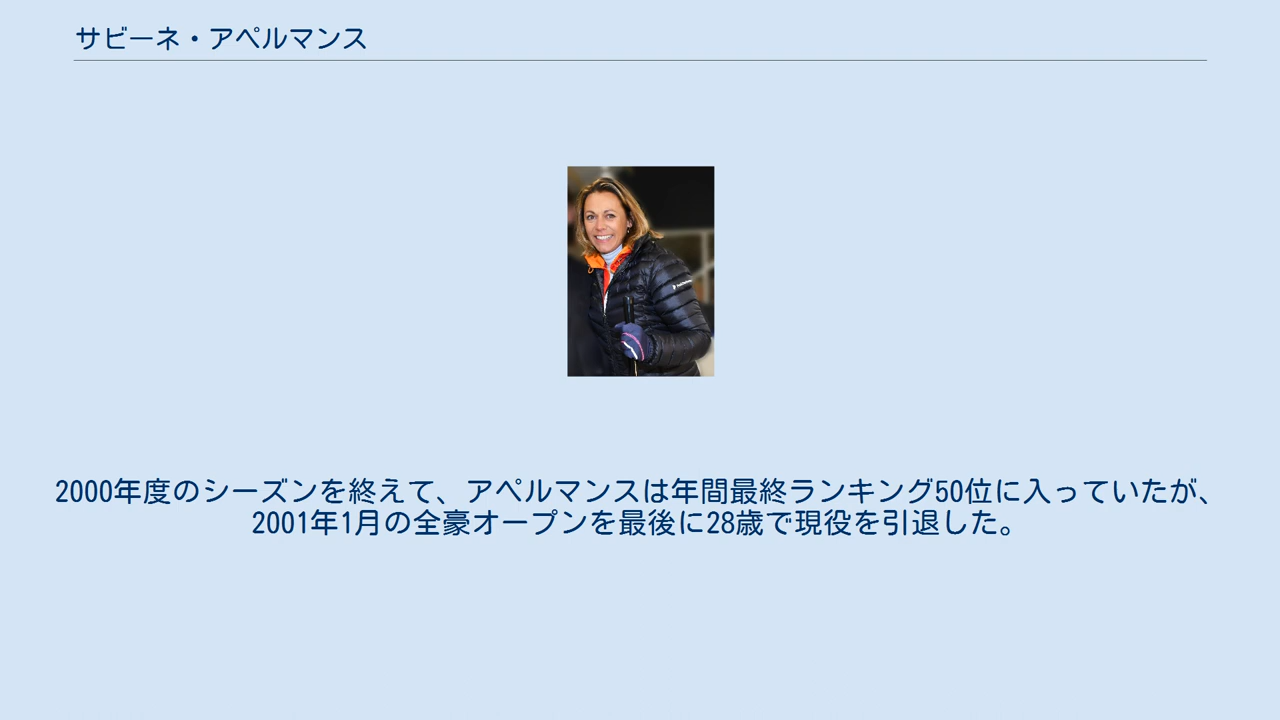 サビーネ・アペルマンス
2000年度のシーズンを終えて、アペルマンスは年間最終ランキング50位に入っていたが、
2001年1月の全豪オープンを最後に28歳で現役を引退した。